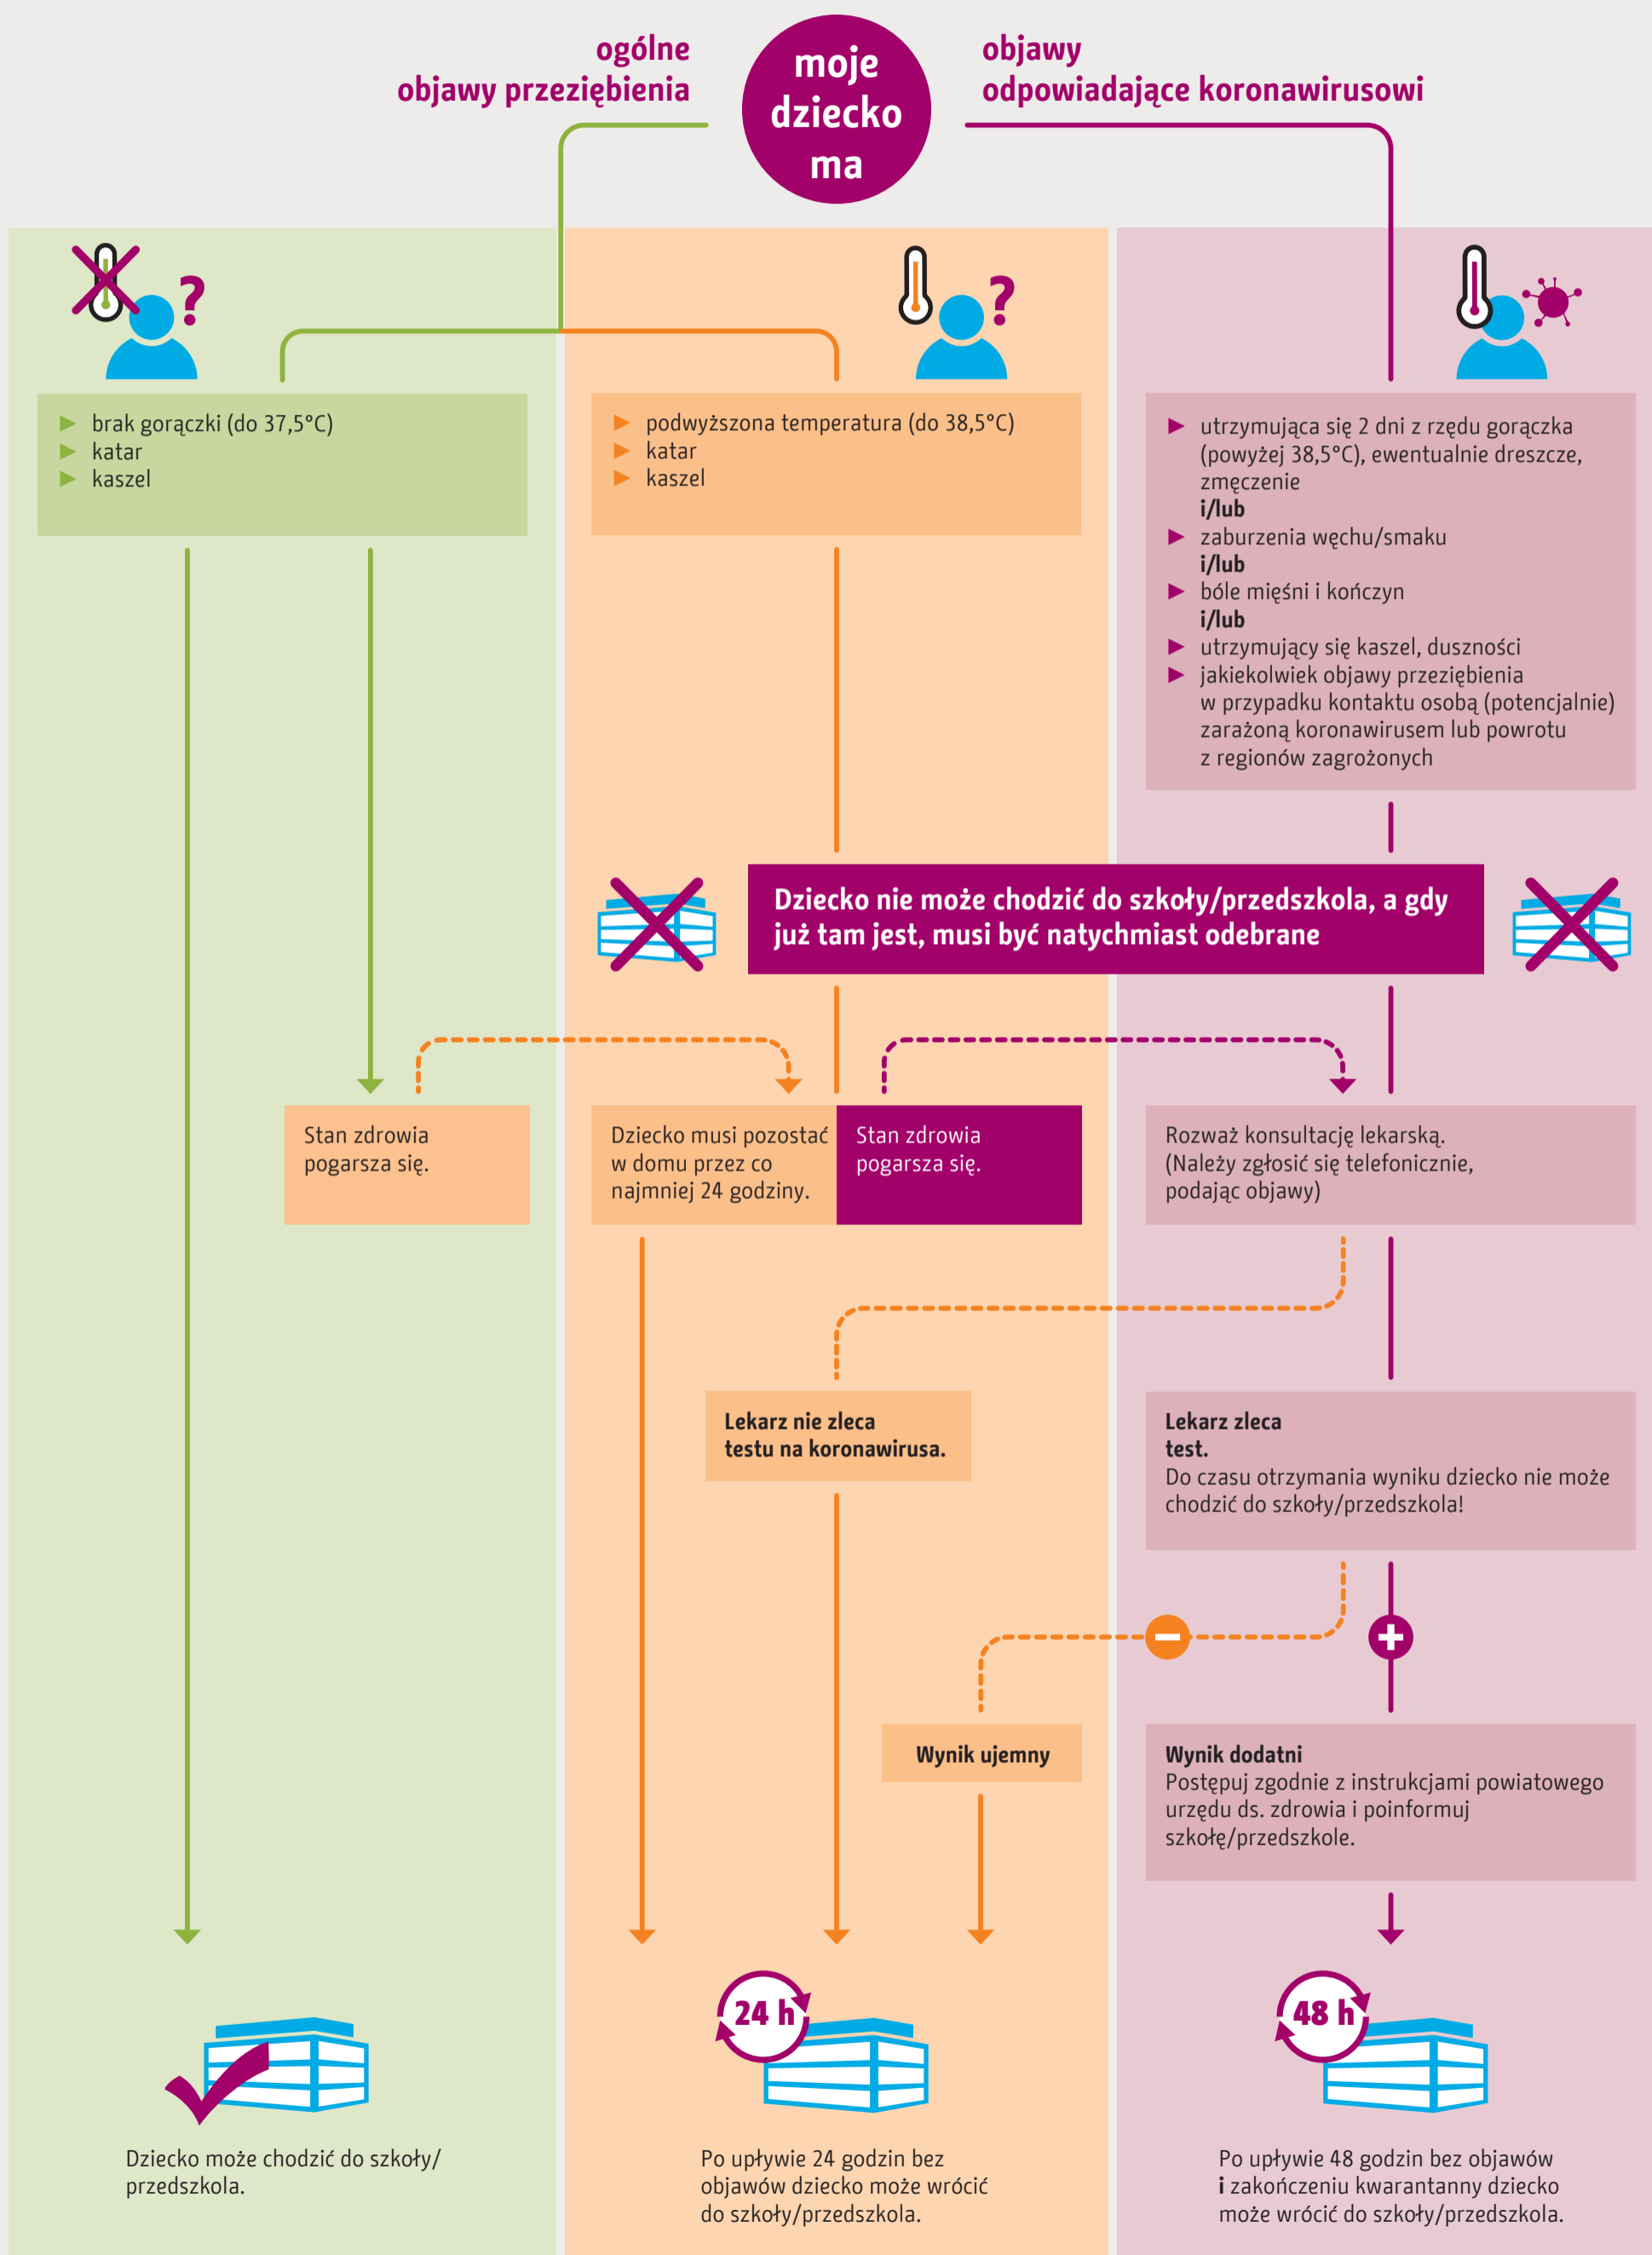 ogólne
objawy przeziębienia
moje
dziecko
ma
objawy
odpowiadające koronawirusowi
?
brak gorączki (do 37,5°C)
katar
kaszel
?
podwyższona temperatura (do 38,5°C)
katar
kaszel
utrzymująca się 2 dni z rzędu gorączka
(powyżej 38,5°C), ewentualnie dreszcze,
zmęczenie
i/lub
zaburzenia węchu/smaku
i/lub
bóle mięśni i kończyn
i/lub
utrzymujący się kaszel, duszności
jakiekolwiek objawy przeziębienia
w przypadku kontaktu osobą (potencjalnie)
zarażoną koronawirusem lub powrotu
z regionów zagrożonych
Dziecko nie może chodzić do szkoły/przedszkola, a gdy
już tam jest, musi być natychmiast odebrane
Stan zdrowia
pogarsza się.
Dziecko musi pozostać
w domu przez co
najmniej 24 godziny.
Stan zdrowia
pogarsza się.
Rozważ konsultację lekarską.
(Należy zgłosić się telefonicznie,
podając objawy)
Lekarz nie zleca
testu na koronawirusa.
Lekarz zleca
test.
Do czasu otrzymania wyniku dziecko nie może
chodzić do szkoły/przedszkola!
Wynik ujemny
Wynik dodatni
Postępuj zgodnie z instrukcjami powiatowego
urzędu ds. zdrowia i poinformuj
szkołę/przedszkole.
24 h
48 h
Dziecko może chodzić do szkoły/
przedszkola.
Po upływie 24 godzin bez
objawów dziecko może wrócić
do szkoły/przedszkola.
Po upływie 48 godzin bez objawów
i zakończeniu kwarantanny dziecko
może wrócić do szkoły/przedszkola.